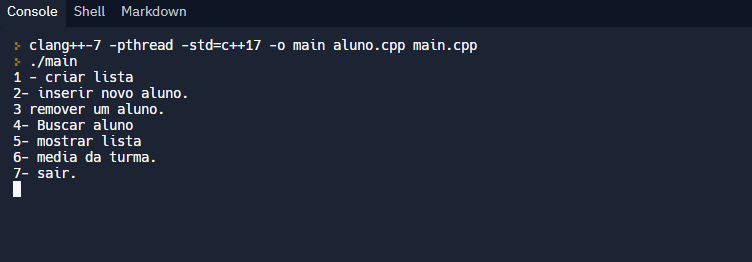 Console Shell Markdown
> clang++-7 -pthread -std=c++17 -o main aluno.cpp main.cpp
> ./main
1 - criar lista
2- inserir novo aluno.
3 remover um aluno.
4- Buscar aluno
5- mostrar lista
6- media da turma.
7- sair.